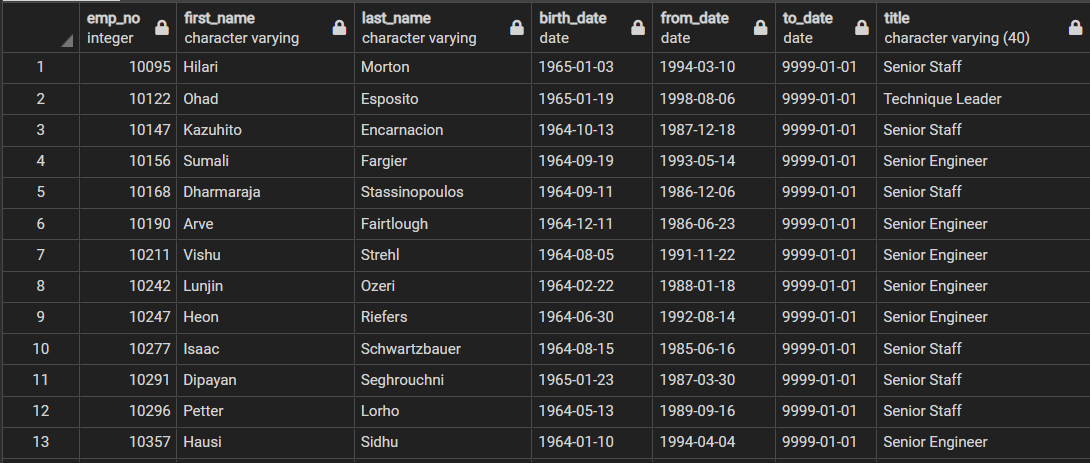 emp_no first_name last_name birth_date from_date to_date title
integer character varying character varying date date date character varying (40)
1 10095 Hilari Morton 1965-01-03 1994-03-10 9999-01-01 Senior Staff
2 10122 Ohad Esposito 1965-01-19 1998-08-06 9999-01-01 Technique Leader
3 10147 Kazuhito Encarnacion 1964-10-13 1987-12-18 9999-01-01 Senior Staff
4 10156 Sumali Fargier 1964-09-19 1993-05-14 9999-01-01 Senior Engineer
5 10168 Dharmaraja Stassinopoulos 1964-09-11 1986-12-06 9999-01-01 Senior Staff
6 10190 Arve Fairtlough 1964-12-11 1986-06-23 9999-01-01 Senior Engineer
7 10211 Vishu Strehl 1964-08-05 1991-11-22 9999-01-01 Senior Engineer
8 10242 Lunjin Ozeri 1964-02-22 1988-01-18 9999-01-01 Senior Engineer
9 10247 Heon Riefers 1964-06-30 1992-08-14 9999-01-01 Senior Engineer
10 10277 Isaac Schwartzbauer 1964-08-15 1985-06-16 9999-01-01 Senior Staff
11 10291 Dipayan Seghrouchni 1965-01-23 1987-03-30 9999-01-01 Senior Staff
12 10296 Petter Lorho 1964-05-13 1989-09-16 9999-01-01 Senior Staff
13 10357 Hausi Sidhu 1964-01-10 1994-04-04 9999-01-01 Senior Engineer